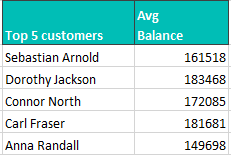 Top 5 customers Avg Balance
Sebastian Arnold 161518
Dorothy Jackson 183468
Connor North 172085
Carl Fraser 181681
Anna Randall 149698